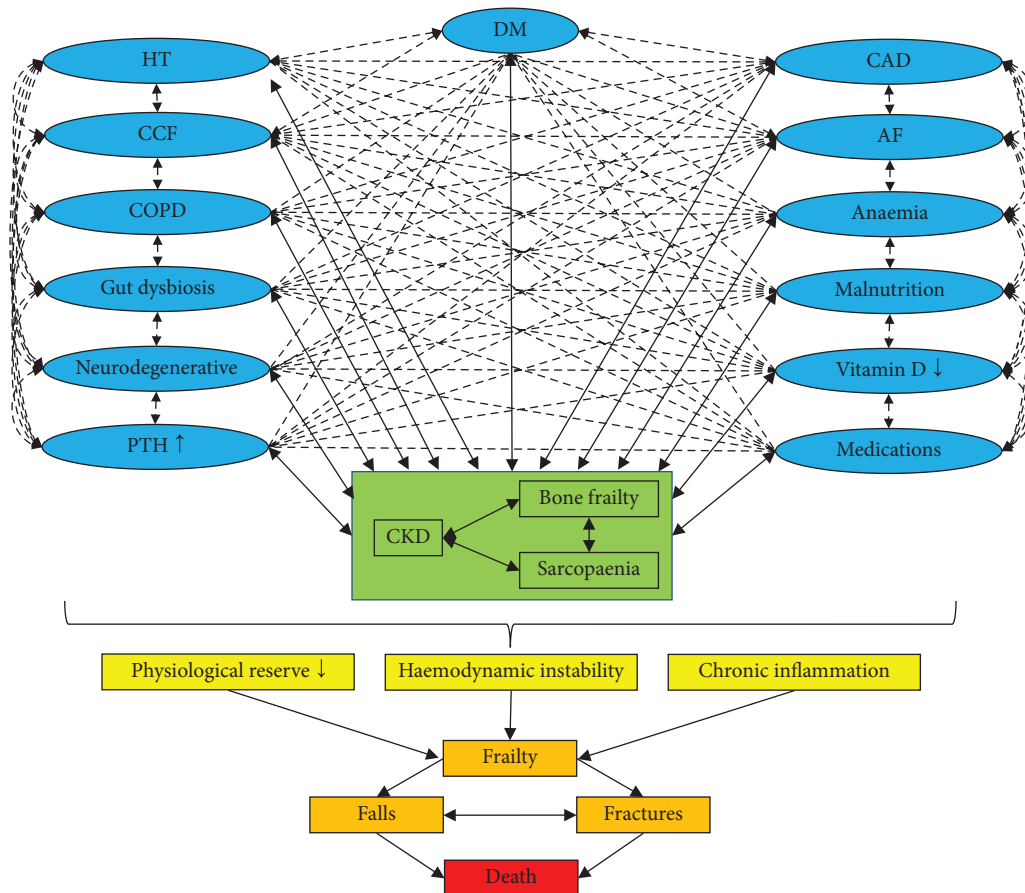 DM
HT
CAD
CCF
AF
COPD
Anaemia
Gut dysbiosis
Malnutrition
Neurodegenerative
Vitamin D ↓
PTH ↑
Medications
Bone frailty
CKD
Sarcopaenia
Physiological reserve ↓
Haemodynamic instability
Chronic inflammation
Frailty
Falls
Fractures
Death